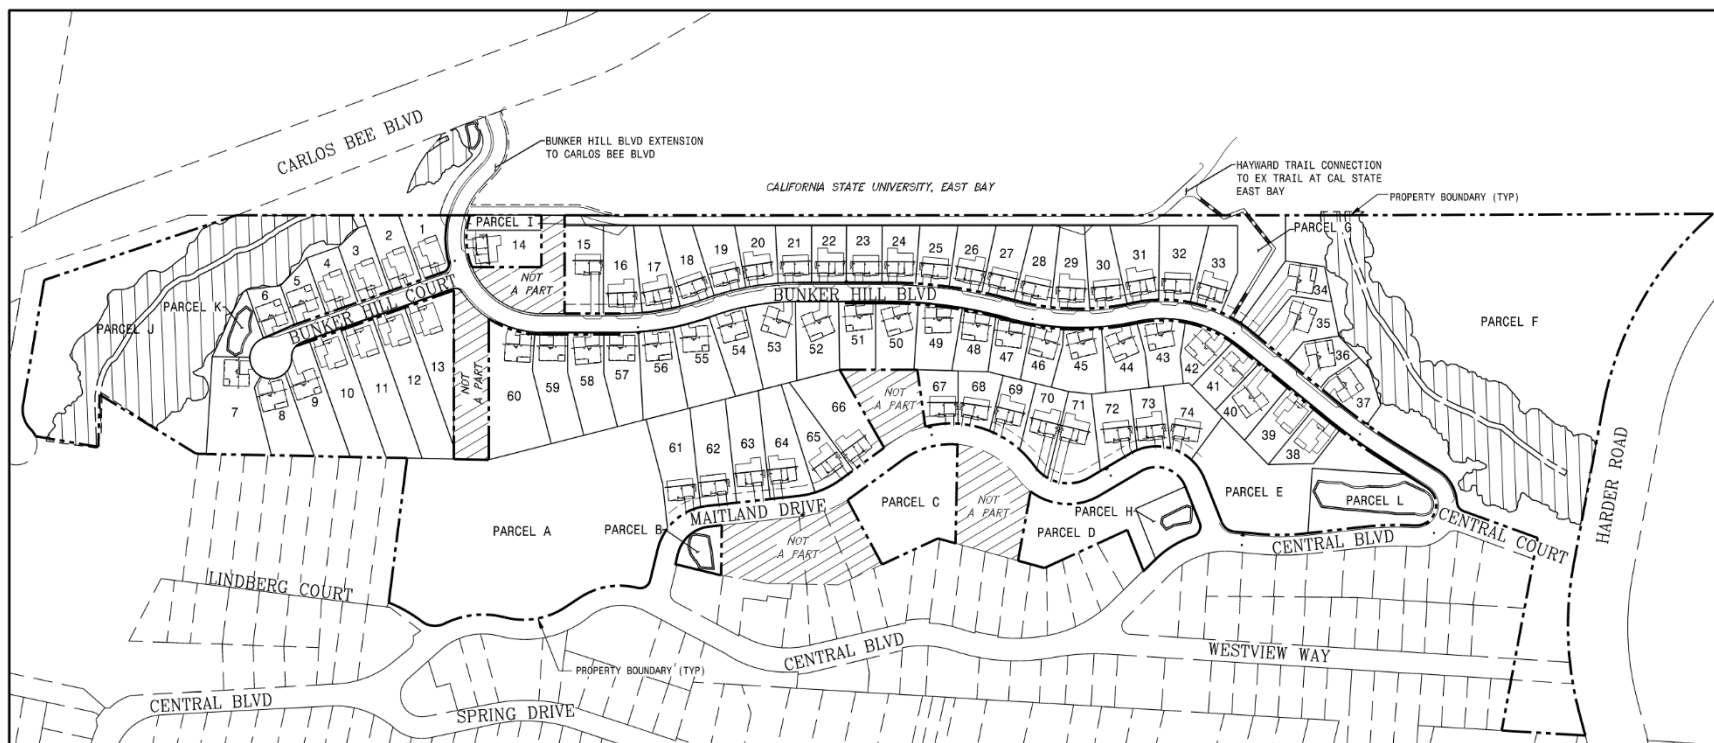 CARLOS BEE BLVD
BUNKER HILL BLVD EXTENSION
TO CARLOS BEE BLVD
CALIFORNIA STATE UNIVERSITY, EAST BAY
HAYWARD TRAIL CONNECTION
TO EX TRAIL AT CAL STATE
EAST BAY
PROPERTY BOUNDARY (TYP)
PARCEL I
PARCEL G
1
2
3
4
5
6
14
NOT
A PART
15
16
17
18
19
20
21
22
23
24
25
26
27
28
29
30
31
32
33
34
35
36
37
PARCEL F
PARCEL K
PARCEL J
BUNKER HILL COURT
BUNKER HILL BLVD
7
8
9
10
11
12
13
NOT
A PART
60
59
58
57
56
55
54
53
52
51
50
49
48
47
46
45
44
43
42
41
40
39
38
61
62
63
64
65
66
NOT
A PART
67
68
69
70
71
72
73
74
PARCEL A
PARCEL B
MAITLAND DRIVE
NOT
A PART
PARCEL C
NOT
A PART
PARCEL D
PARCEL H
PARCEL E
PARCEL L
CENTRAL BLVD
CENTRAL COURT
HARDER ROAD
LINDBERG COURT
PROPERTY BOUNDARY (TYP)
CENTRAL BLVD
WESTVIEW WAY
CENTRAL BLVD
SPRING DRIVE